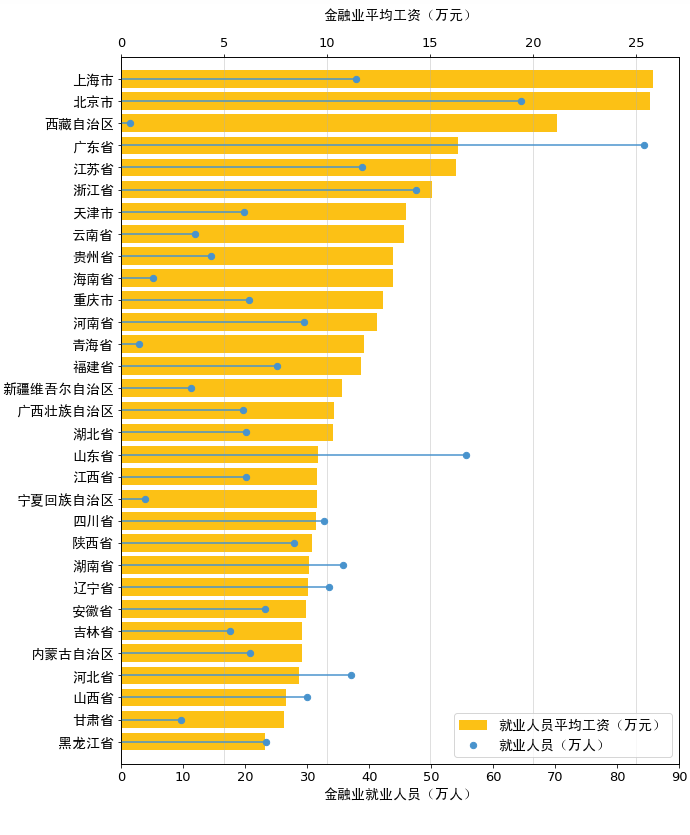 金融业平均工资（万元）
0 5 10 15 20 25
上海市
北京市
西藏自治区
广东省
江苏省
浙江省
天津市
云南省
贵州省
海南省
重庆市
河南省
青海省
福建省
新疆维吾尔自治区
广西壮族自治区
湖北省
山东省
江西省
宁夏回族自治区
四川省
陕西省
湖南省
辽宁省
安徽省
吉林省
内蒙古自治区
河北省
山西省
甘肃省
黑龙江省
就业人员平均工资（万元）
就业人员（万人）
0 10 20 30 40 50 60 70 80 90
金融业就业人员（万人）